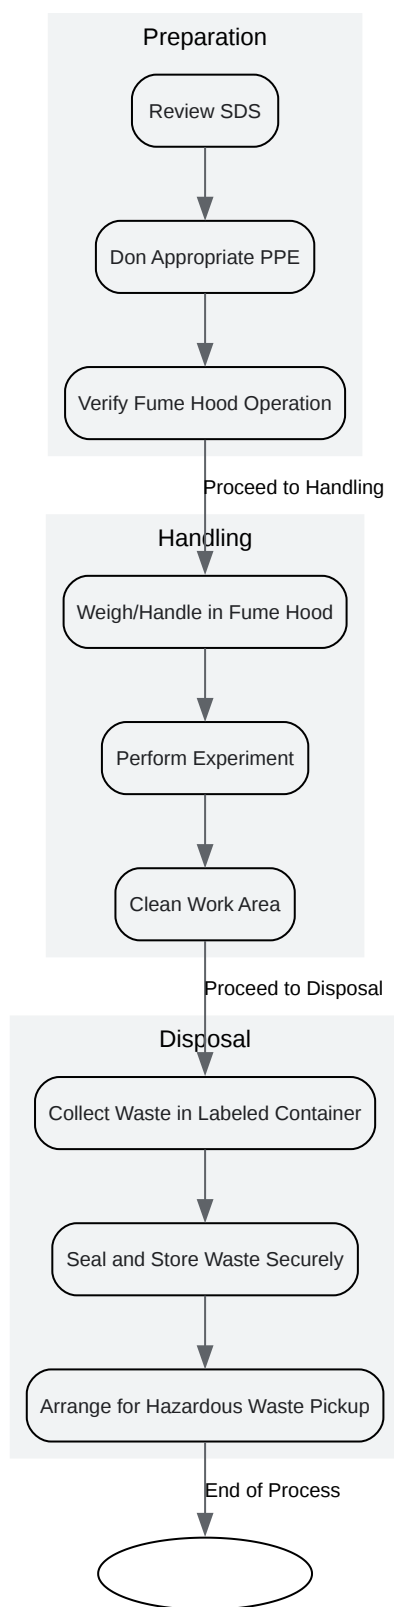 Preparation
Review SDS
Don Appropriate PPE
Verify Fume Hood Operation
Proceed to Handling
Handling
Weigh/Handle in Fume Hood
Perform Experiment
Clean Work Area
Proceed to Disposal
Disposal
Collect Waste in Labeled Container
Seal and Store Waste Securely
Arrange for Hazardous Waste Pickup
End of Process